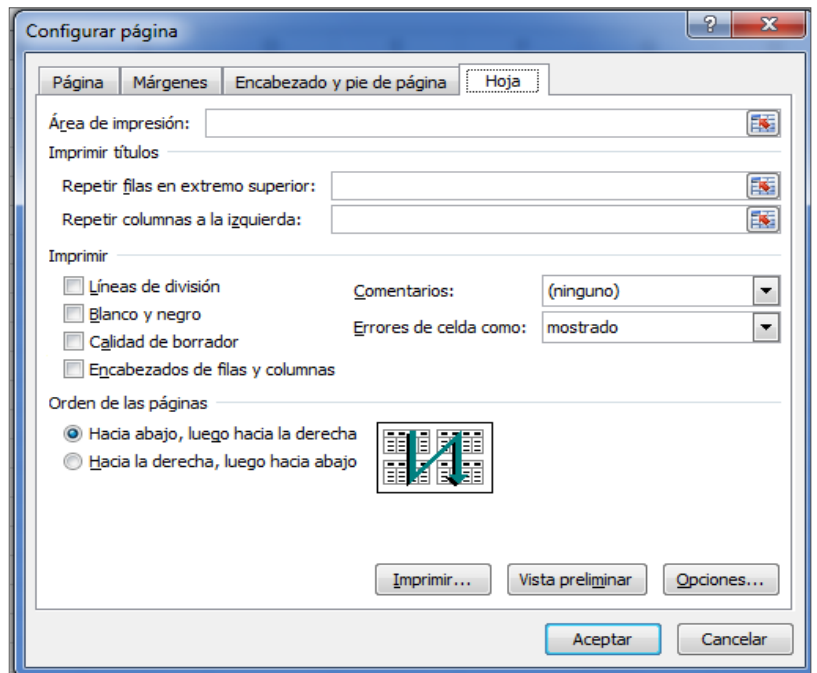 Configurar página
Página Márgenes Encabezado y pie de página Hoja
Área de impresión:
Imprimir títulos
Repetir filas en extremo superior:
Repetir columnas a la izquierda:
Imprimir
Líneas de división
Comentarios: (ninguno)
Blanco y negro
Errores de celda como: mostrado
Calidad de borrador
Encabezados de filas y columnas
Orden de las páginas
Hacia abajo, luego hacia la derecha
Hacia la derecha, luego hacia abajo
Imprimir... Vista preliminar Opciones...
Aceptar Cancelar